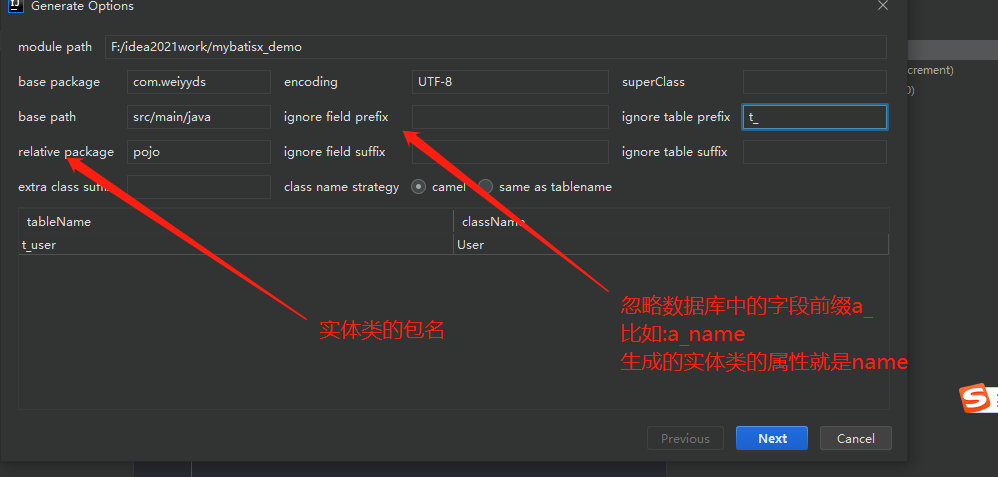 Generate Options
module path F:/idea2021work/mybatisx_demo
base package com.weiyyds encoding UTF-8 superClass
crement)
base path src/main/java ignore field prefix ignore table prefix t_
relative package pojo ignore field suffix ignore table suffix
extra class class name strategy camel same as tablename
tableName className
t_user User
忽略数据库中的字段前缀a_
比如:a_name
生成的实体类的属性就是name
实体类的包名
Previous Next Cancel